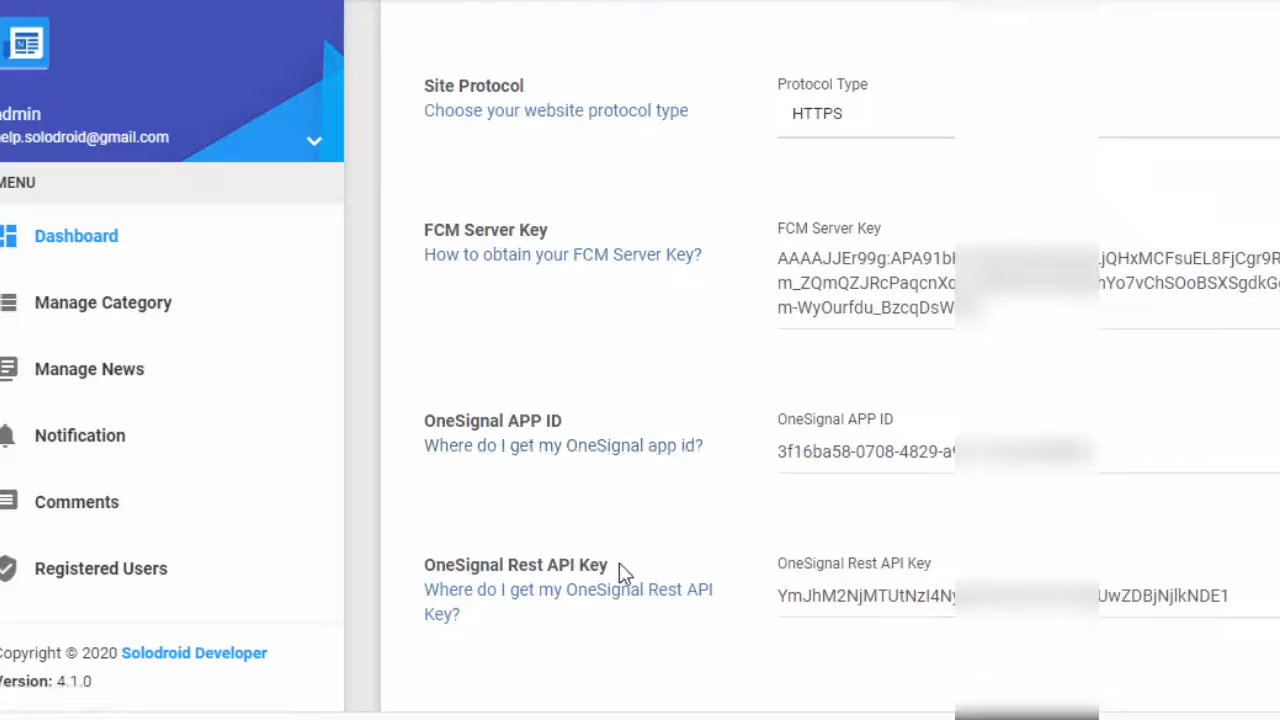 admin
help.solodroid@gmail.com
MENU
Dashboard
Manage Category
Manage News
Notification
Comments
Registered Users
Copyright © 2020 Solodroid Developer
Version: 4.1.0
Site Protocol
Choose your website protocol type
Protocol Type
HTTPS
FCM Server Key
How to obtain your FCM Server Key?
FCM Server Key
AAAAJJEr99g:APA91b jQHxMCFsuEL8FjCgr9R
m_ZQmQZJRcPaqcnXq Yo7vChSOoBSXSgdkG
m-WyOurfdu_BzcqDsW
OneSignal APP ID
Where do I get my OneSignal app id?
OneSignal APP ID
3f16ba58-0708-4829-a
OneSignal Rest API Key
Where do I get my OneSignal Rest API
Key?
OneSignal Rest API Key
YmJhM2NjMTUtNzI4Ny UwZDBjNjlkNDE1